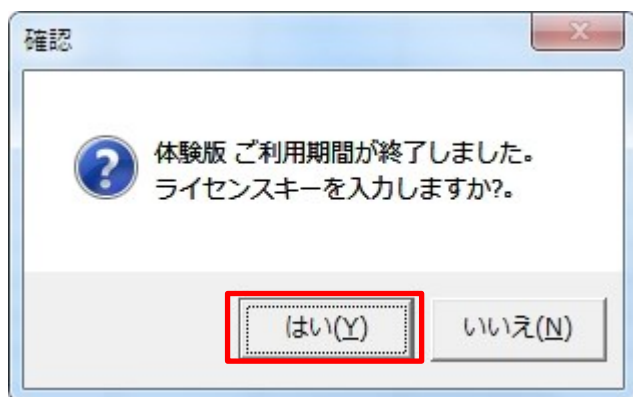 確認
体験版 ご利用期間が終了しました。
ライセンスキーを入力しますか?。
はい(Y)
いいえ(N)